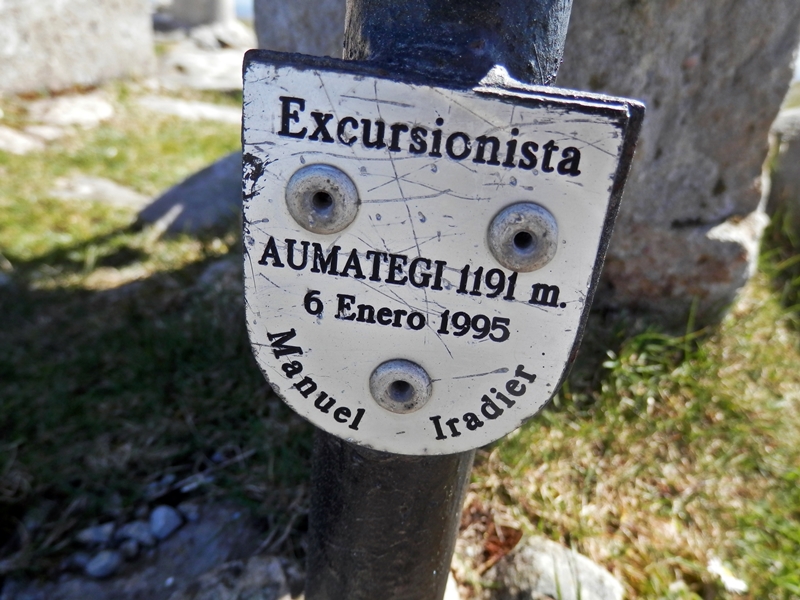 Excursionista
AUMATEGI 1191 m.
6 Enero 1995
Manuel Iradier